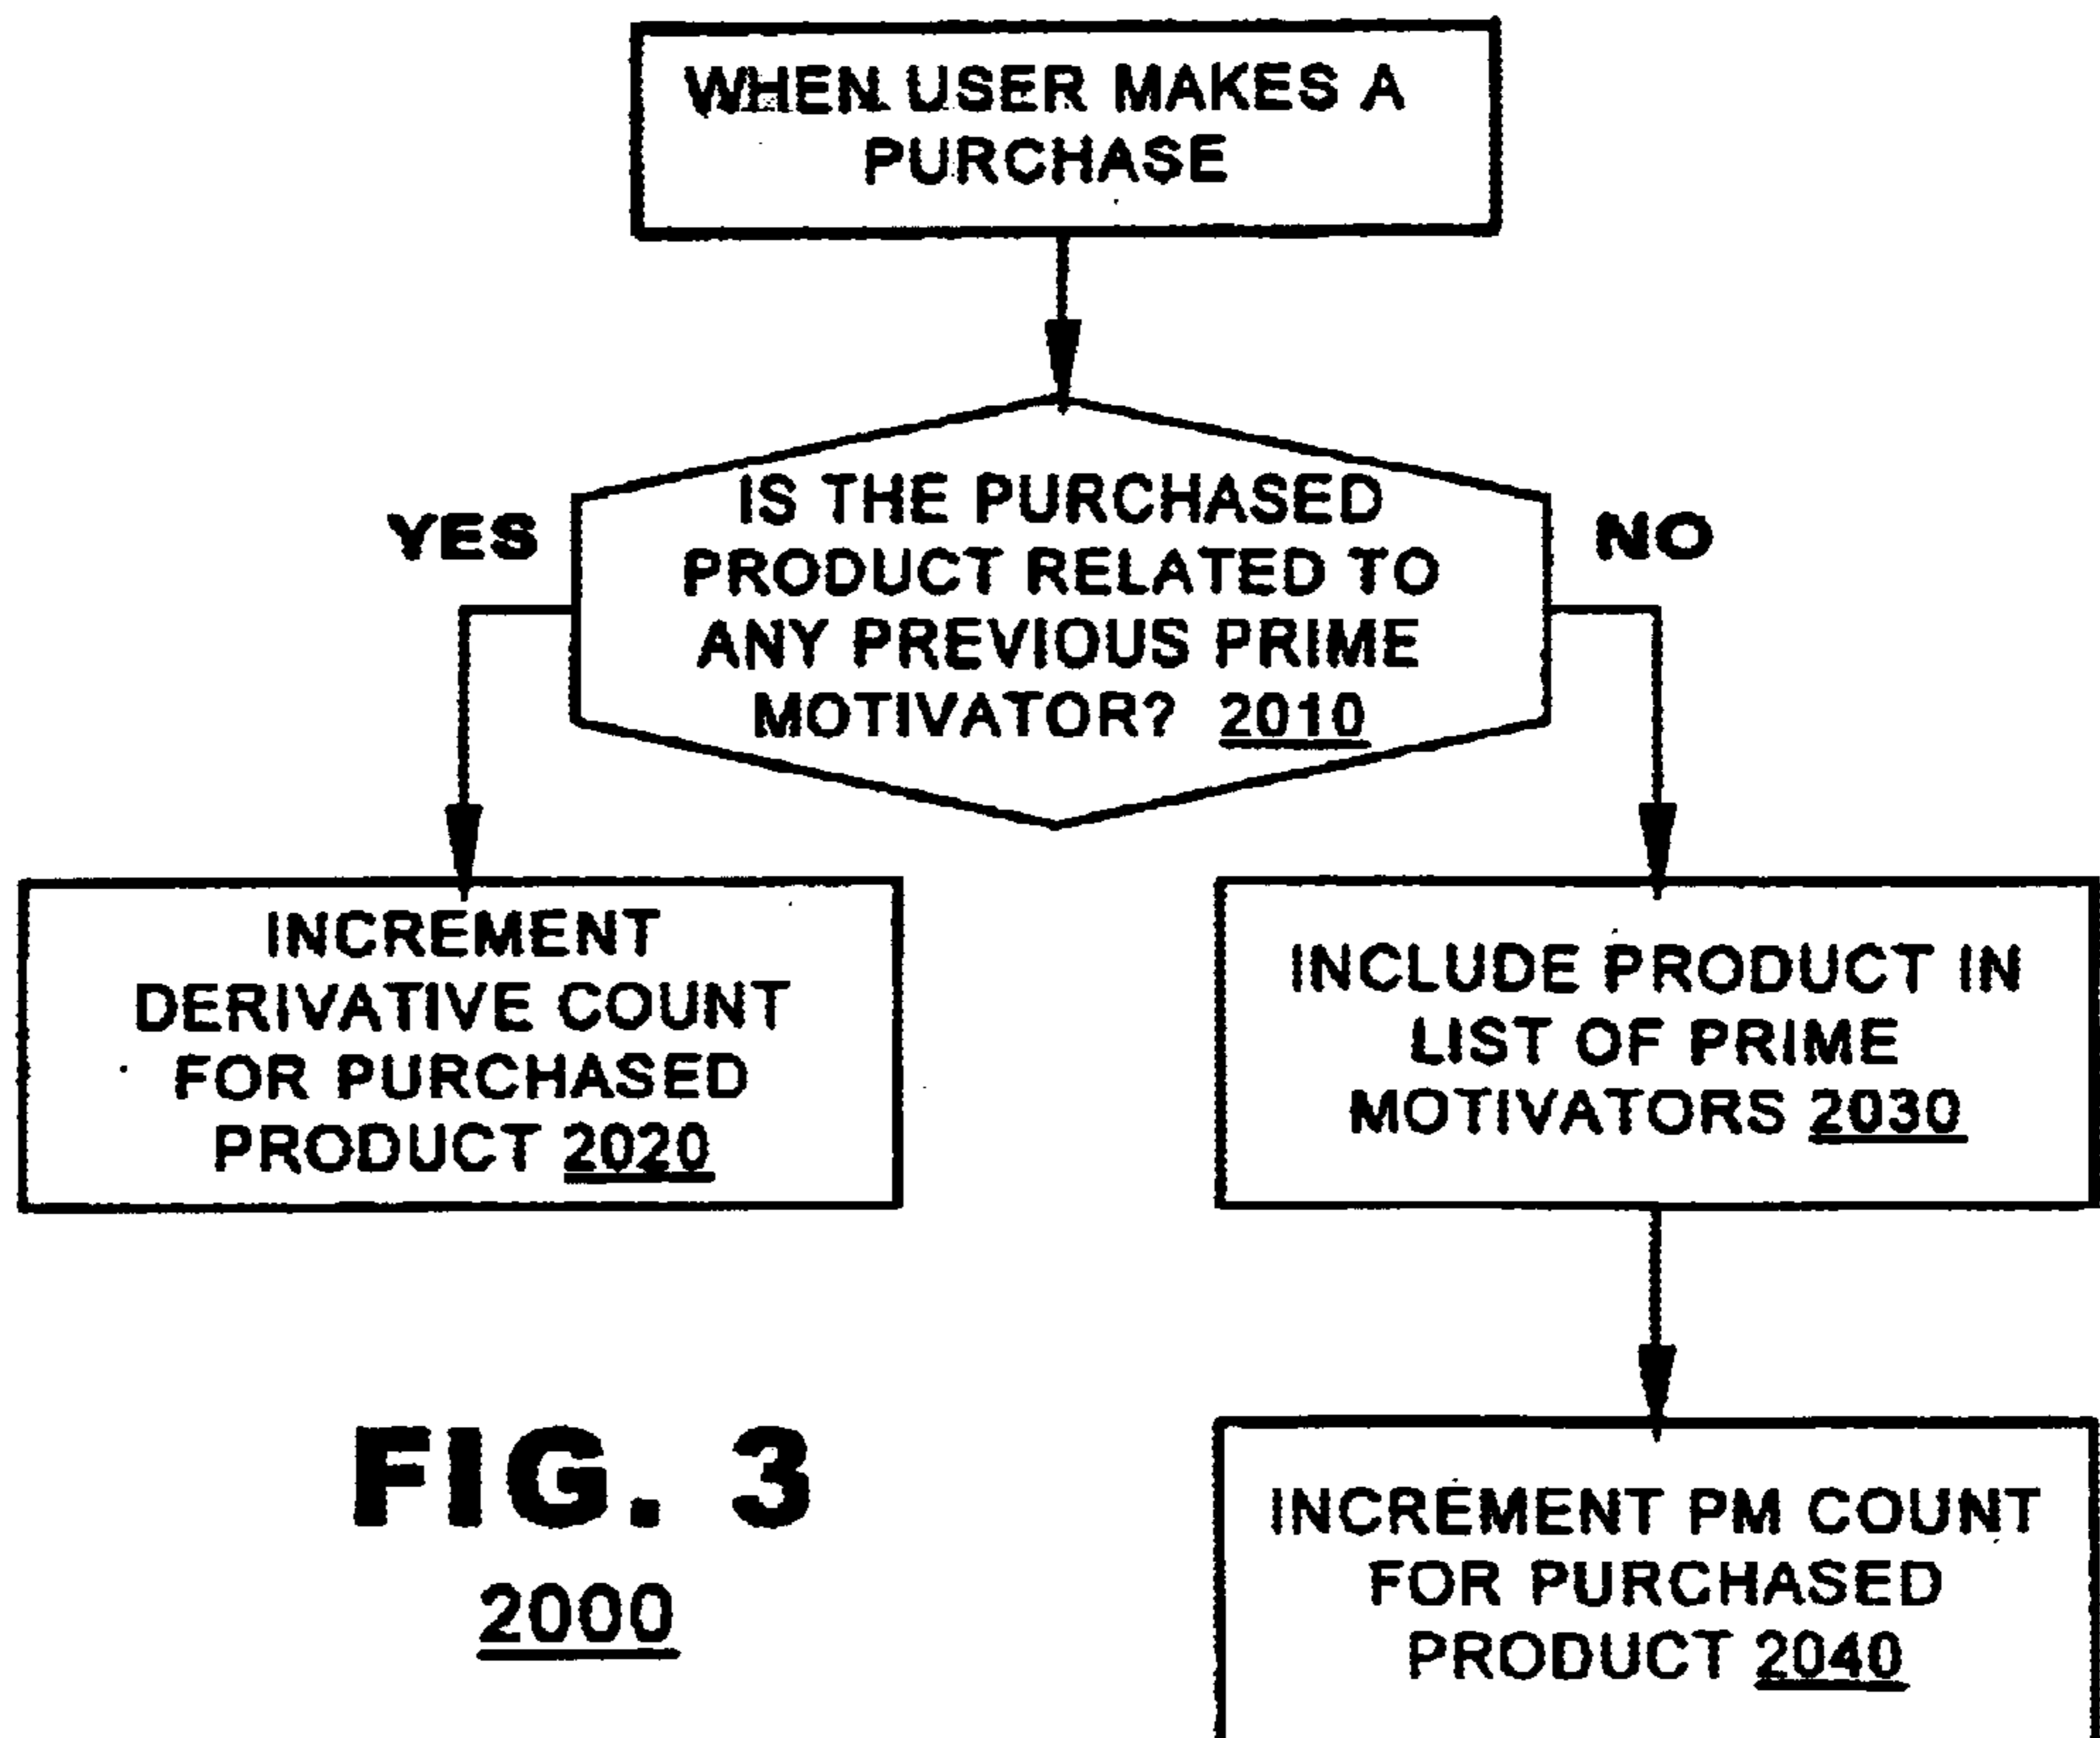 WHEN USER MAKES A
PURCHASE
IS THE PURCHASED
PRODUCT RELATED TO
ANY PREVIOUS PRIME
MOTIVATOR? 2010
YES
NO
INCREMENT
DERIVATIVE COUNT
FOR PURCHASED
PRODUCT 2020
INCLUDE PRODUCT IN
LIST OF PRIME
MOTIVATORS 2030
INCREMENT PM COUNT
FOR PURCHASED
PRODUCT 2040
FIG. 3
2000